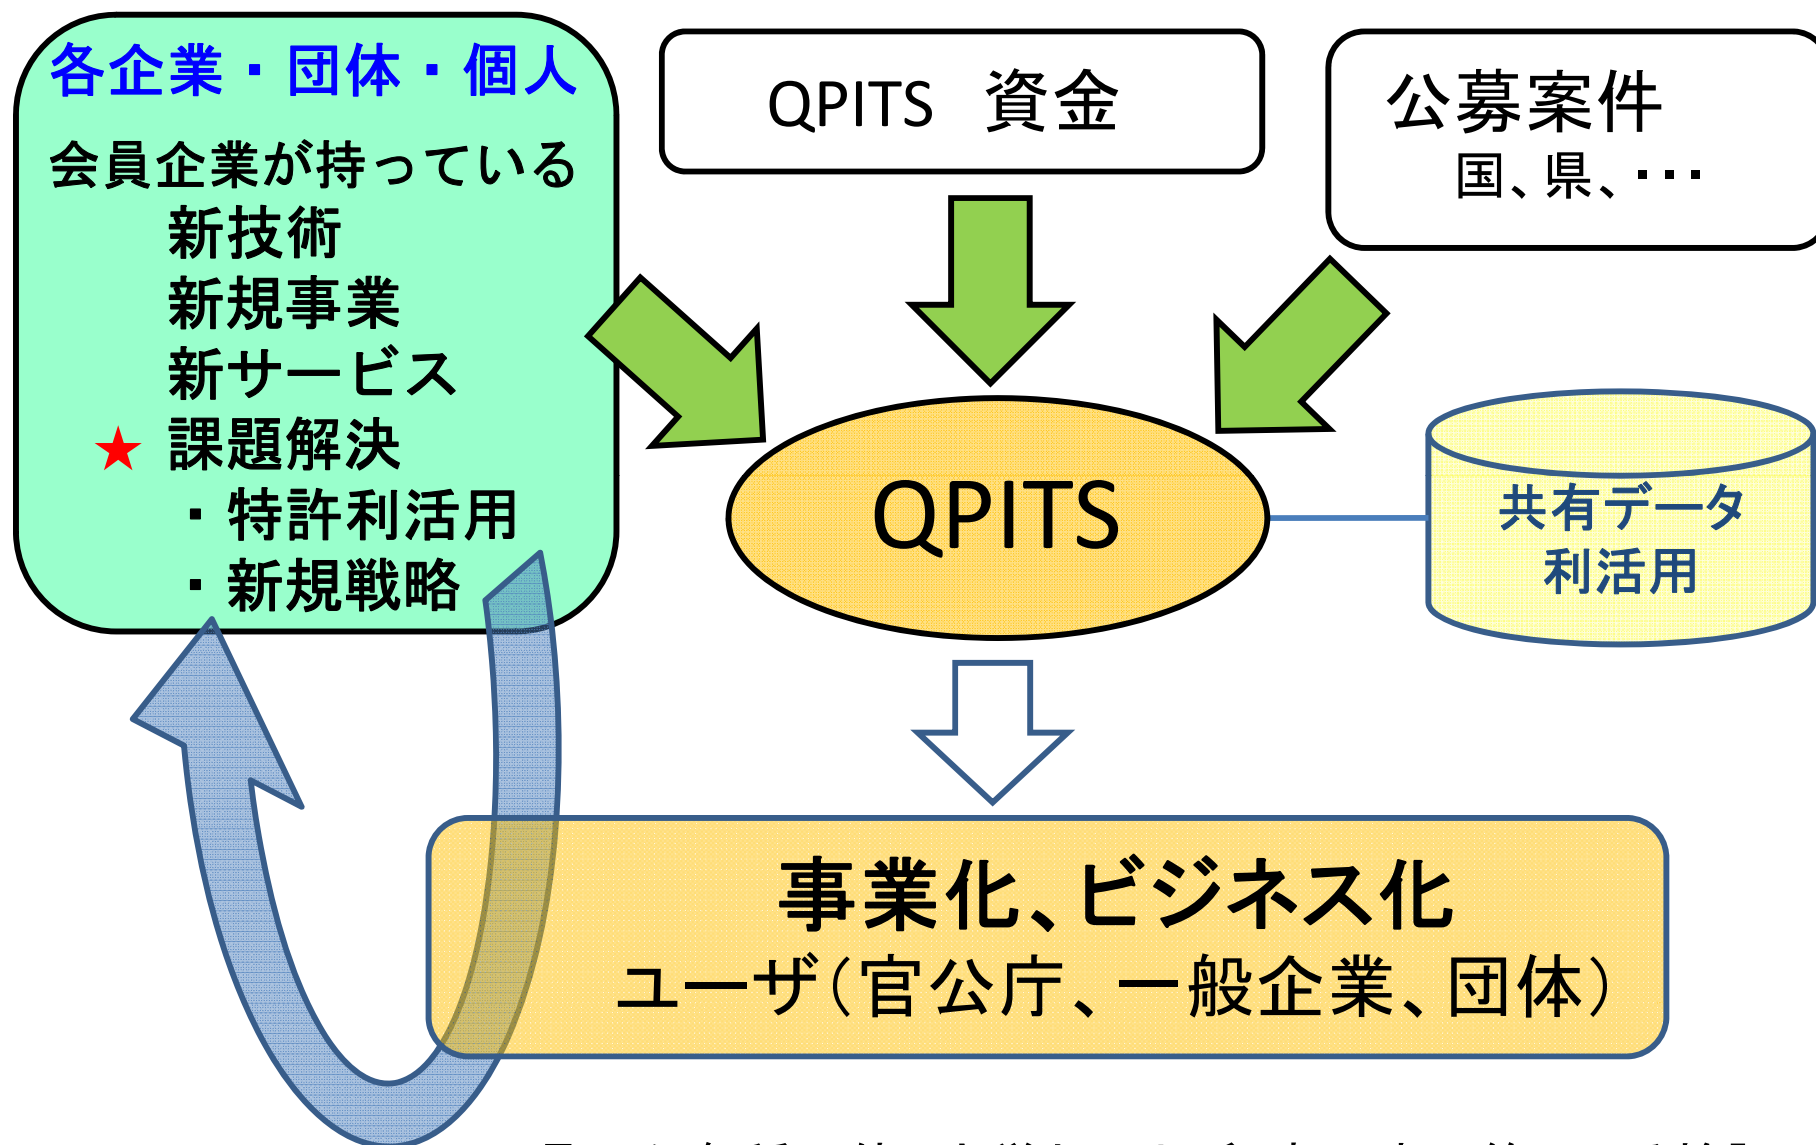 各企業・団体・個人
会員企業が持っている
新技術
新規事業
新サービス
★ 課題解決
・特許利活用
・新規戦略
QPITS 資金
公募案件
国、県、・・・
QPITS
共有データ
利活用
事業化、ビジネス化
ユーザ（官公庁、一般企業、団体）